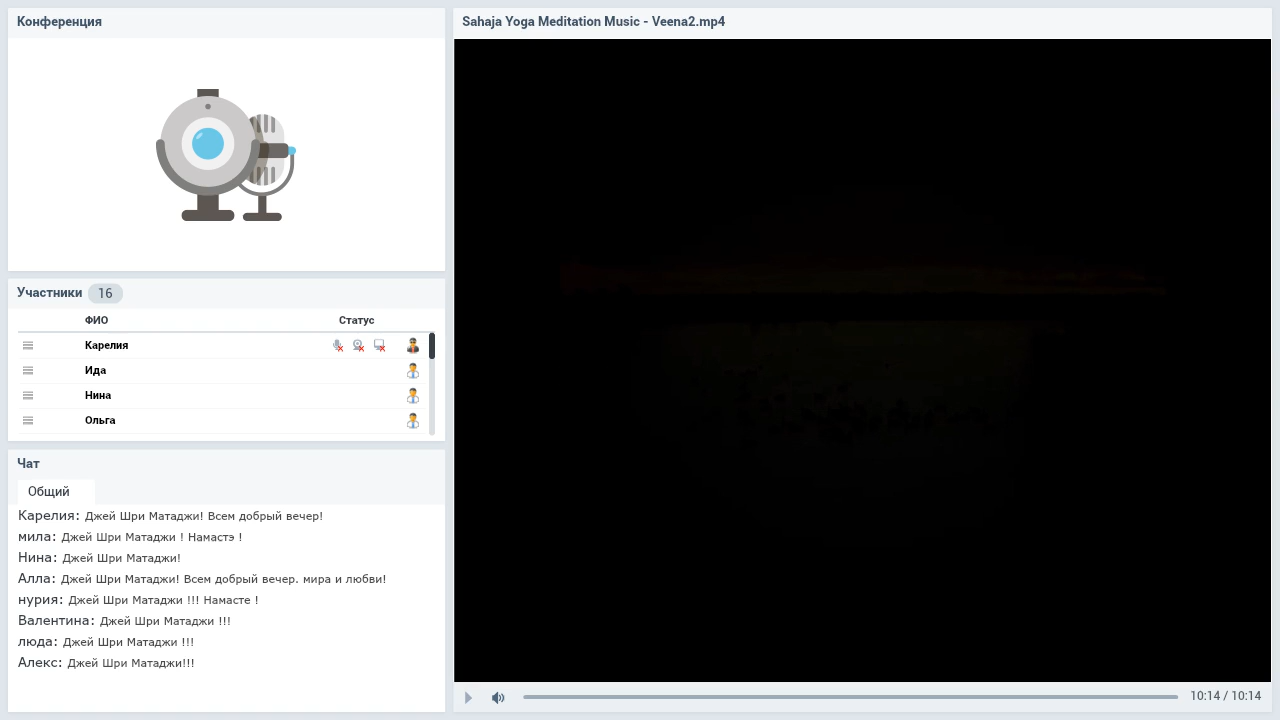 Конференция
Sahaja Yoga Meditation Music - Veena2.mp4
Участники 16
ФИО Статус
Карелия
Ида
Нина
Ольга
Чат
Общий
Карелия: Джей Шри Матаджи! Всем добрый вечер!
мила: Джей Шри Матаджи ! Намастэ !
Нина: Джей Шри Матаджи!
Алла: Джей Шри Матаджи! Всем добрый вечер. мира и любви!
нурия: Джей Шри Матаджи !!! Намасте !
Валентина: Джей Шри Матаджи !!!
люда: Джей Шри Матаджи !!!
Алекс: Джей Шри Матаджи!!!
10:14 / 10:14